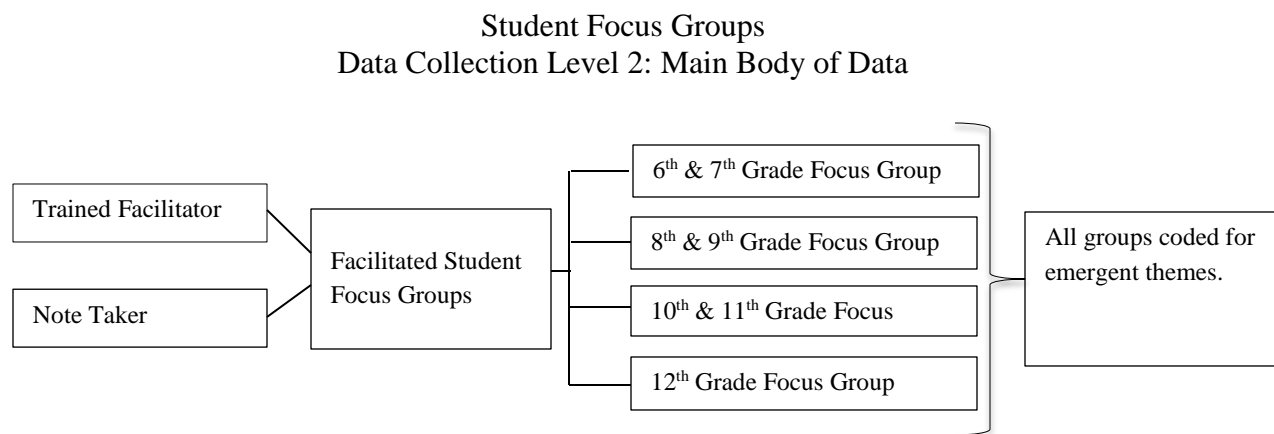 Student Focus Groups
Data Collection Level 2: Main Body of Data
Trained Facilitator
Note Taker
Facilitated Student
Focus Groups
6th & 7th Grade Focus Group
8th & 9th Grade Focus Group
10th & 11th Grade Focus
12th Grade Focus Group
All groups coded for
emergent themes.